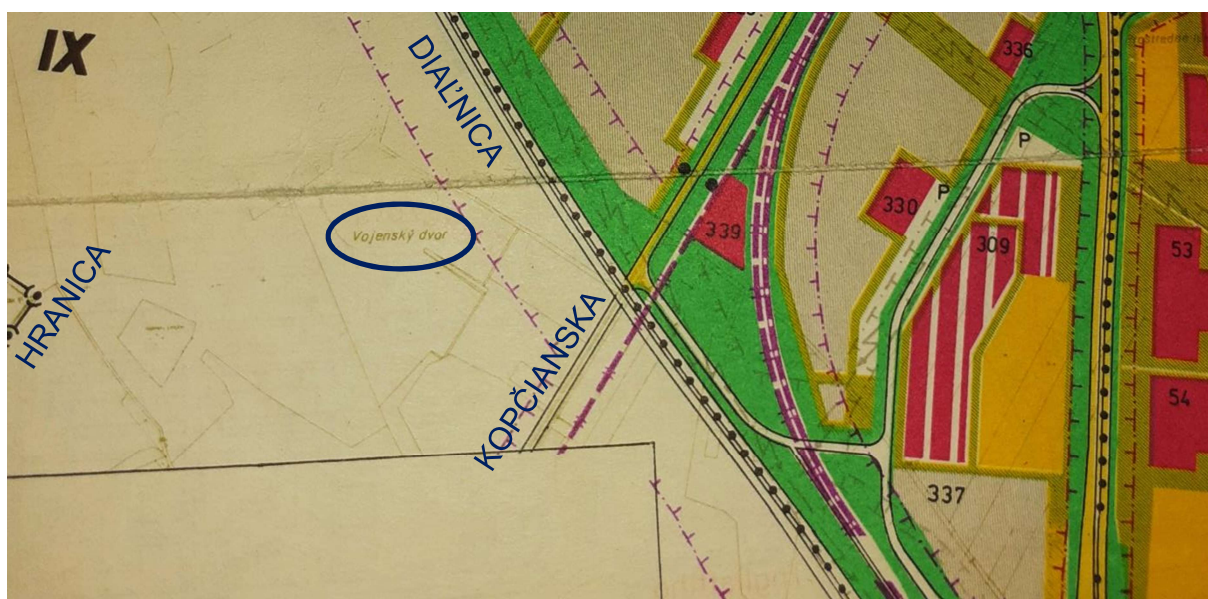 IX
DIAĽNICA
336
P
P
330
339
309
53
Vojenský dvor
HRANICA
KOPČIANSKA
54
337